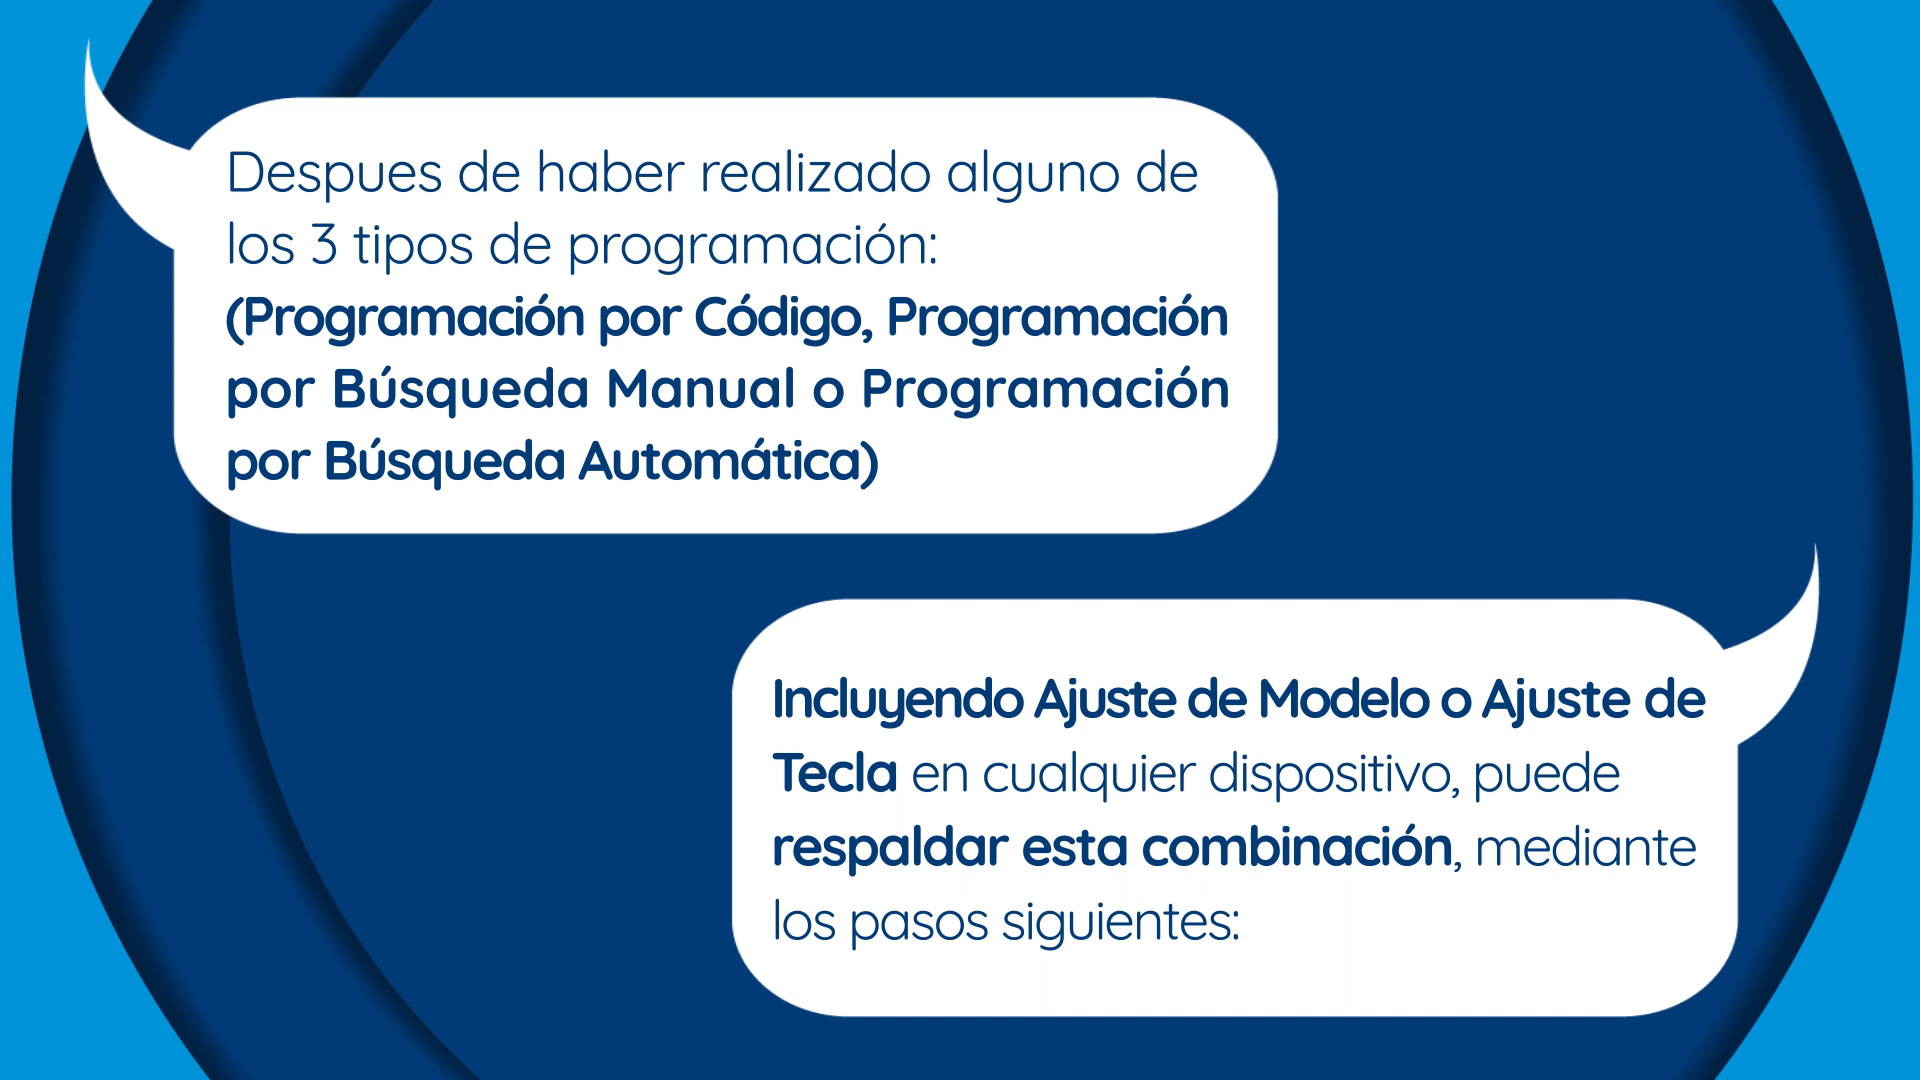 Despues de haber realizado alguno de
los 3 tipos de programación:
(Programación por Código, Programación
por Búsqueda Manual o Programación
por Búsqueda Automática)
Incluyendo Ajuste de Modelo o Ajuste de
Tecla en cualquier dispositivo, puede
respaldar esta combinación, mediante
los pasos siguientes: